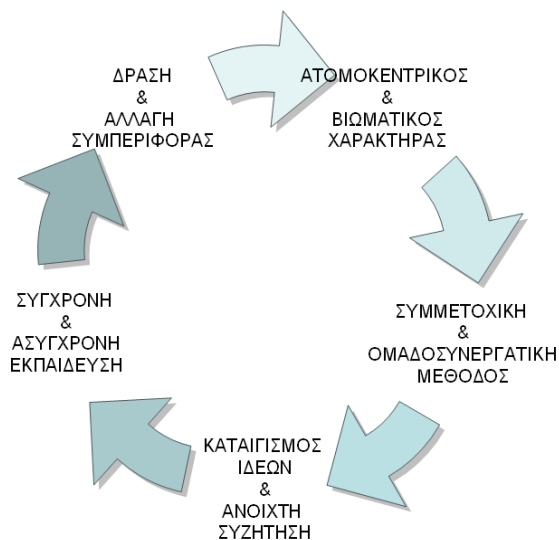 ΔΡΑΣΗ
&
ΑΛΛΑΓΗ
ΣΥΜΠΕΡΙΦΟΡΑΣ
ΑΤΟΜΟΚΕΝΤΡΙΚΟΣ
&
ΒΙΩΜΑΤΙΚΟΣ
ΧΑΡΑΚΤΗΡΑΣ
ΣΥΜΜΕΤΟΧΙΚΗ
&
ΟΜΑΔΟΣΥΝΕΡΓΑΤΙΚΗ
ΜΕΘΟΔΟΣ
ΚΑΤΑΙΓΙΣΜΟΣ
ΙΔΕΩΝ
&
ΑΝΟΙΧΤΗ
ΣΥΖΗΤΗΣΗ
ΣΥΓΧΡΟΝΗ
&
ΑΣΥΓΧΡΟΝΗ
ΕΚΠΑΙΔΕΥΣΗ